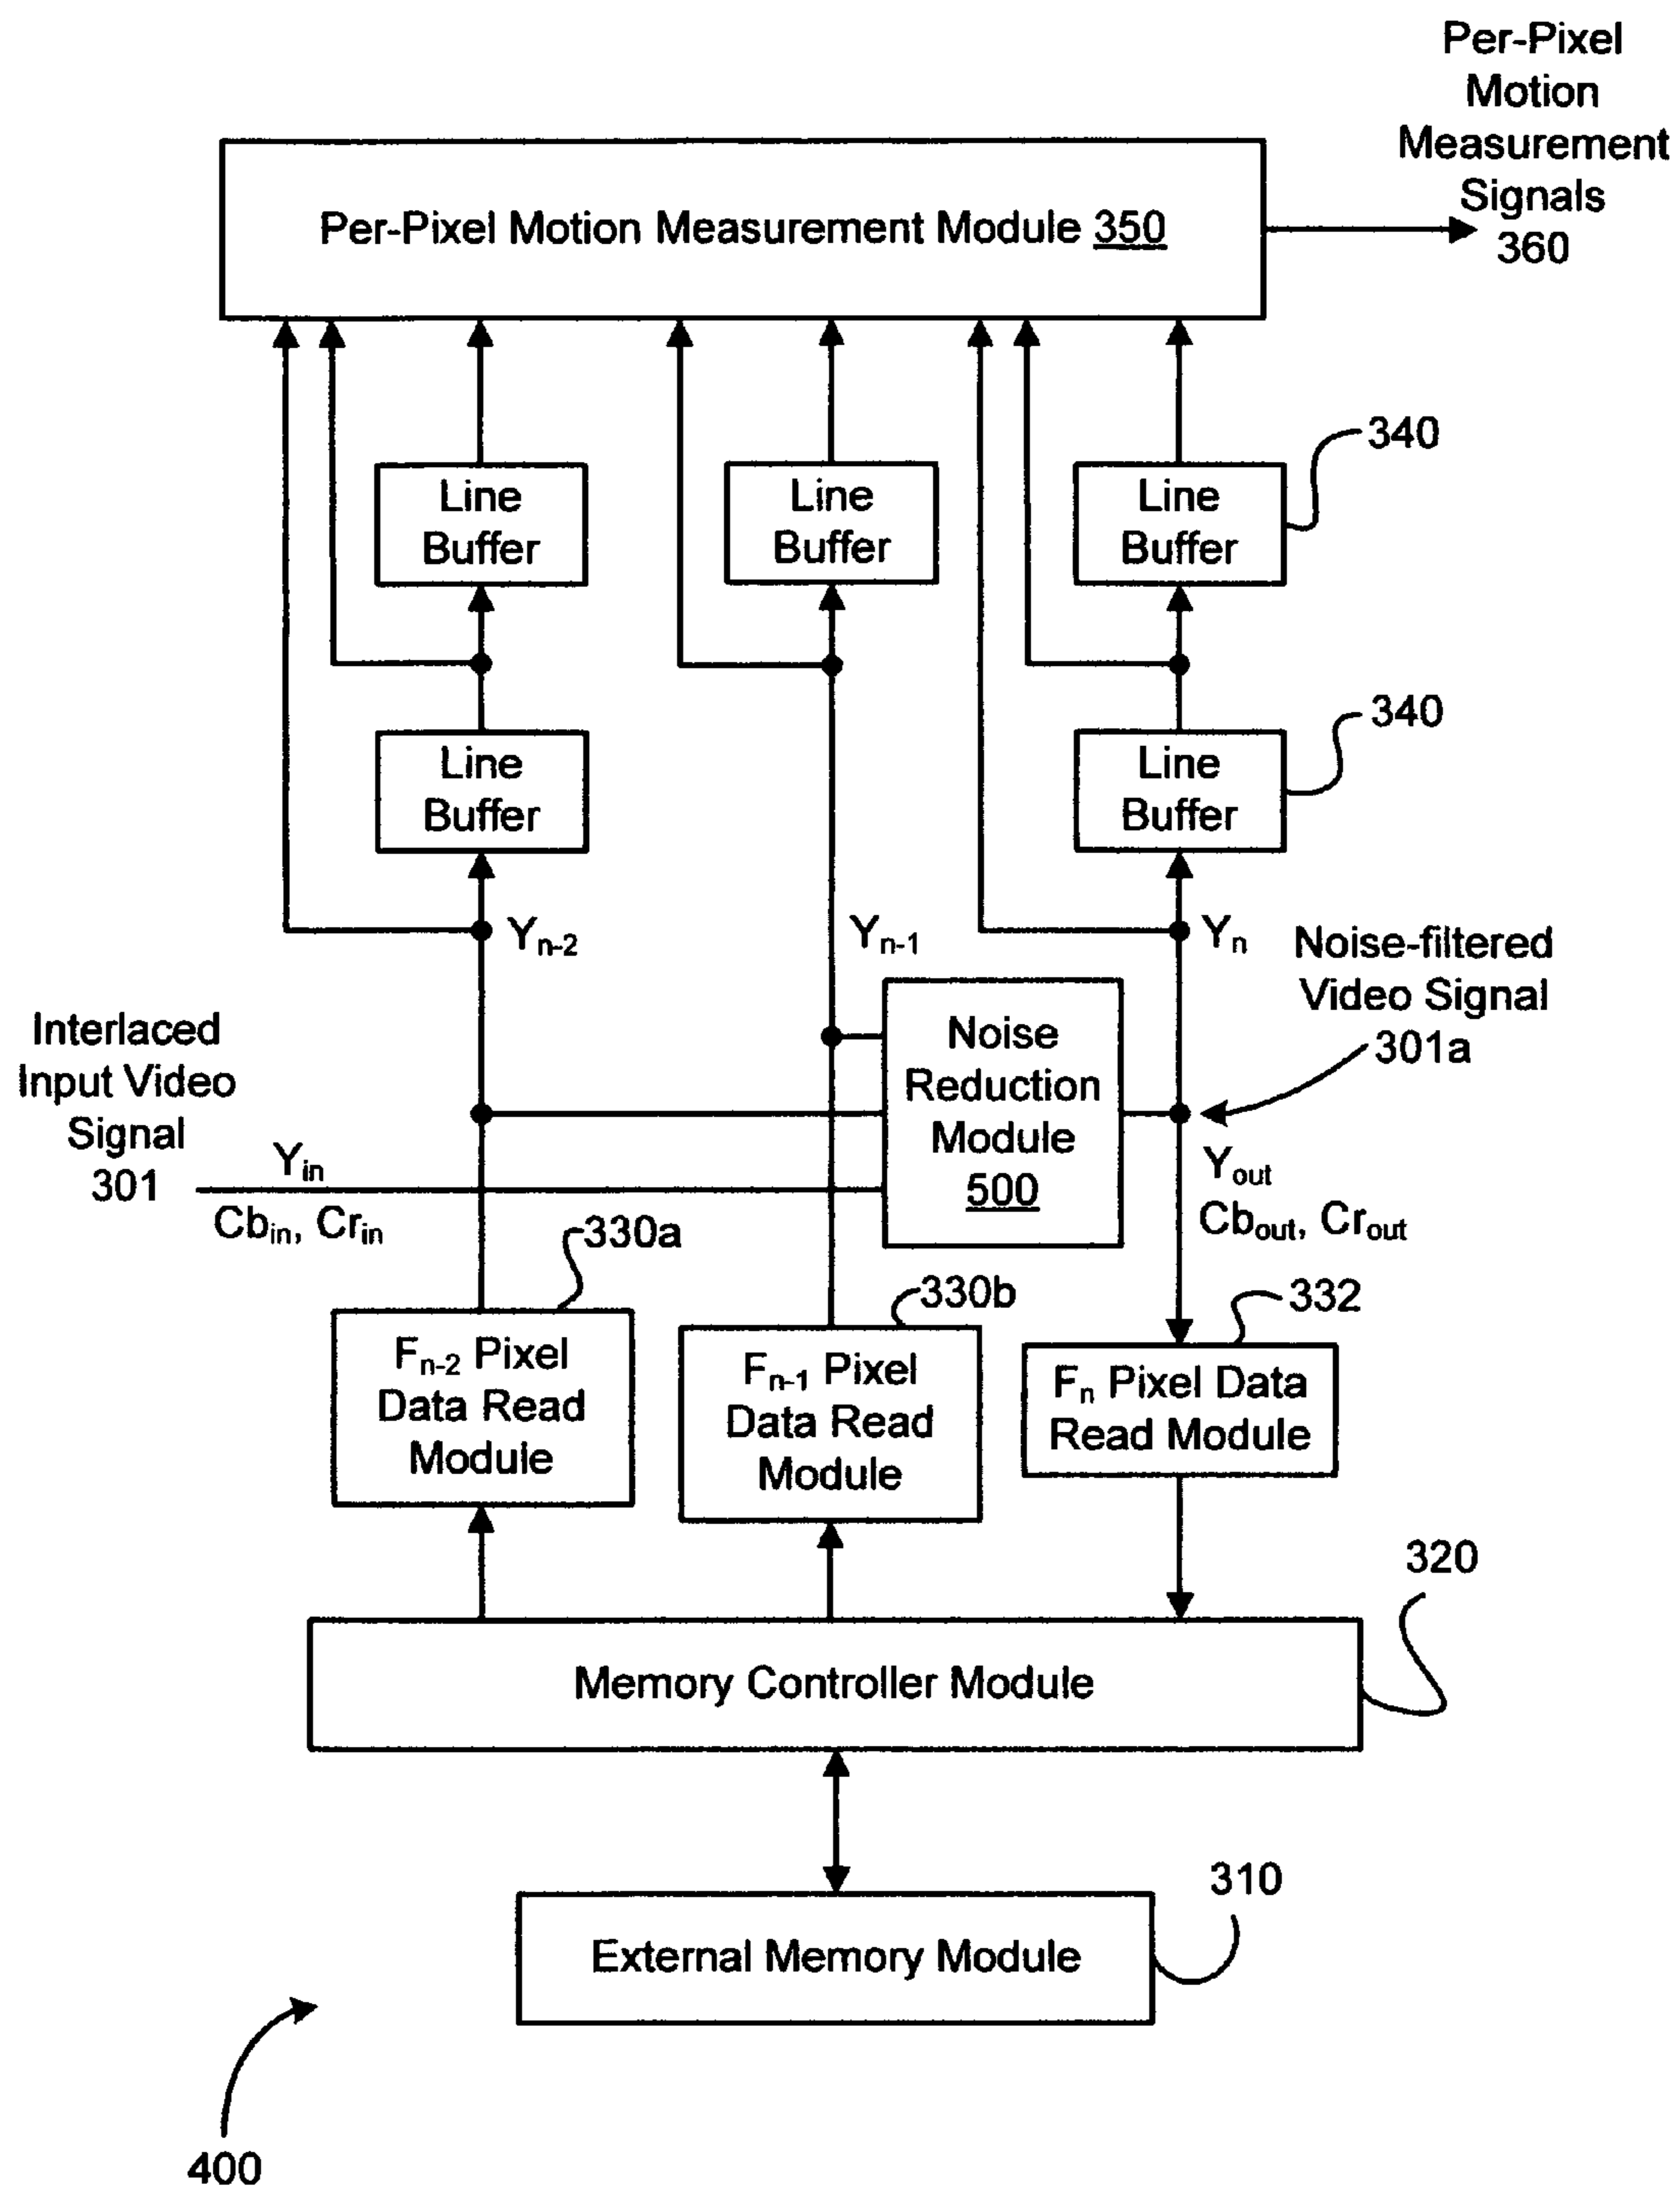 Per-Pixel
Motion
Measurement
Signals
360
Per-Pixel Motion Measurement Module 350
340
Line
Buffer
Line
Buffer
Line
Buffer
340
Line
Buffer
Line
Buffer
Yn-2
Yn-1
Yn
Noise-filtered
Video Signal
301a
Interlaced
Input Video
Signal
301
Noise
Reduction
Module
500
Yin
Cbin, Crin
Yout
Cbout, Crout
330a
330b
332
Fn-2 Pixel
Data Read
Module
Fn-1 Pixel
Data Read
Module
Fn Pixel Data
Read Module
320
Memory Controller Module
310
External Memory Module
400